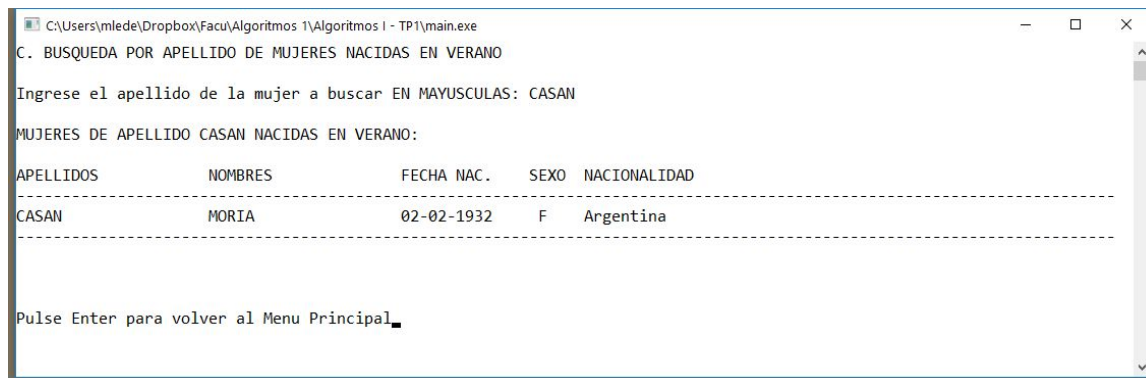 C:\Users\mlede\Dropbox\Facu\Algoritmos 1\Algoritmos I - TP1\main.exe
C. BUSQUEDA POR APELLIDO DE MUJERES NACIDAS EN VERANO
Ingrese el apellido de la mujer a buscar EN MAYUSCULAS: CASAN
MUJERES DE APELLIDO CASAN NACIDAS EN VERANO:
APELLIDOS NOMBRES FECHA NAC. SEXO NACIONALIDAD
CASAN MORIA 02-02-1932 F Argentina
Pulse Enter para volver al Menu Principal